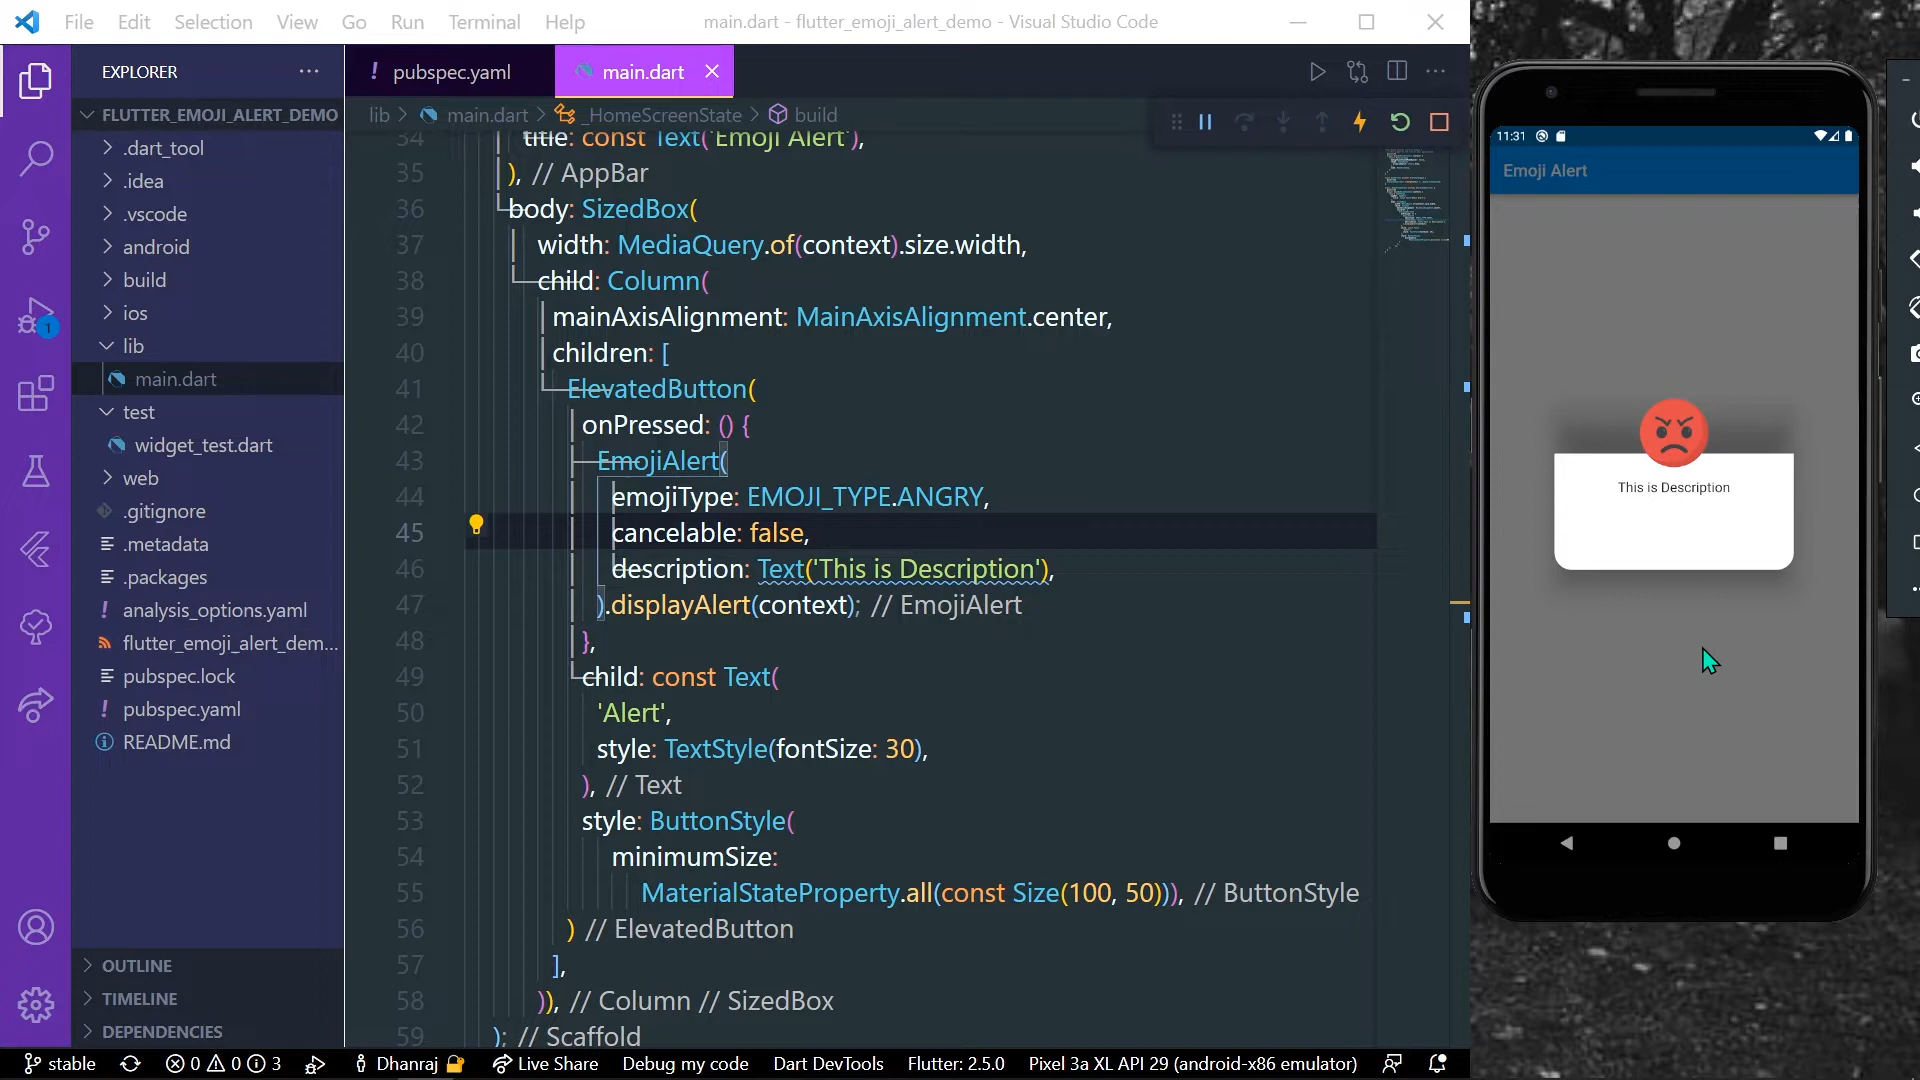 File Edit Selection View Go Run Terminal Help
main.dart - flutter_emoji_alert_demo - Visual Studio Code
EXPLORER
FLUTTER_EMOJI_ALERT_DEMO
.dart_tool
.idea
.vscode
android
build
ios
lib
main.dart
test
widget_test.dart
web
.gitignore
.metadata
.packages
analysis_options.yaml
flutter_emoji_alert_dem...
pubspec.lock
pubspec.yaml
README.md
OUTLINE
TIMELINE
DEPENDENCIES
1
! pubspec.yaml
main.dart
lib > main.dart > _HomeScreenState > build
34 title: const Text('Emoji Alert'),
35 ), // AppBar
36 body: SizedBox(
37 width: MediaQuery.of(context).size.width,
38 child: Column(
39 mainAxisAlignment: MainAxisAlignment.center,
40 children: [
41 ElevatedButton(
42 onPressed: () {
43 EmojiAlert(
44 emojiType: EMOJI_TYPE.ANGRY,
45 cancelable: false,
46 description: Text('This is Description'),
47 ).displayAlert(context); // EmojiAlert
48 },
49 child: const Text(
50 'Alert',
51 style: TextStyle(fontSize: 30),
52 ), // Text
53 style: ButtonStyle(
54 minimumSize:
55 MaterialStateProperty.all(const Size(100, 50))), // ButtonStyle
56 ) // ElevatedButton
57 ],
58 )), // Column // SizedBox
59 ); // Scaffold
11:31
Emoji Alert
This is Description
stable 0 0 3 Dhanraj Live Share Debug my code Dart DevTools Flutter: 2.5.0 Pixel 3a XL API 29 (android-x86 emulator)